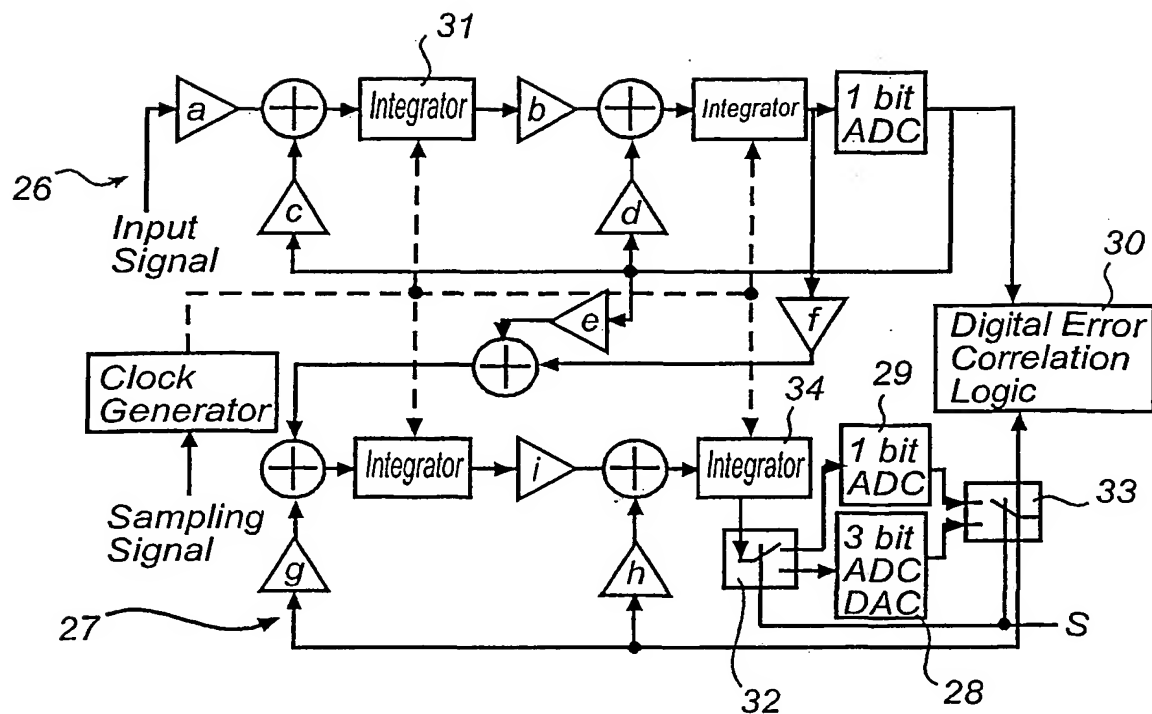 31
a
Integrator
b
Integrator
1 bit
ADC
26
c
d
Input
Signal
30
e
f
Digital Error
Correlation
Logic
Clock
Generator
34
29
Integrator
i
Integrator
1 bit
ADC
33
Sampling
Signal
g
h
3 bit
ADC
DAC
27
S
32
28